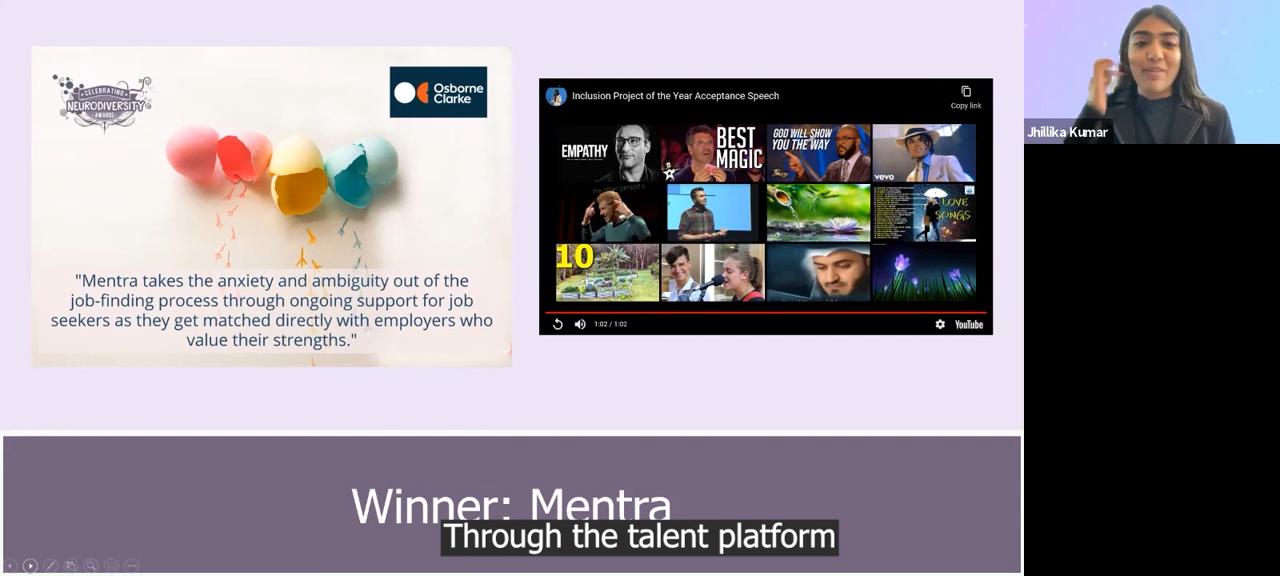 CELEBRATING
NEURODIVERSITY
AWARDS
Osborne
Clarke
"Mentra takes the anxiety and ambiguity out of the
job-finding process through ongoing support for job
seekers as they get matched directly with employers who
value their strengths."
Inclusion Project of the Year Acceptance Speech
Copy link
EMPATHY
BEST
MAGIC
GOD WILL SHOW
YOU THE WAY
vevo
LOVE
SONGS
10
1:02 / 1:02
YouTube
Jhillika Kumar
Winner: Mentra
Through the talent platform